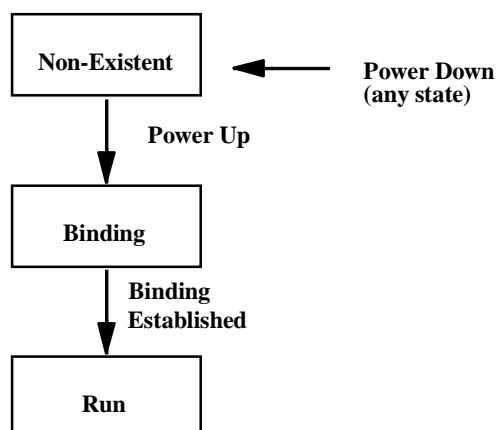 Non-Existent
Power Down
(any state)
Power Up
Binding
Binding
Established
Run